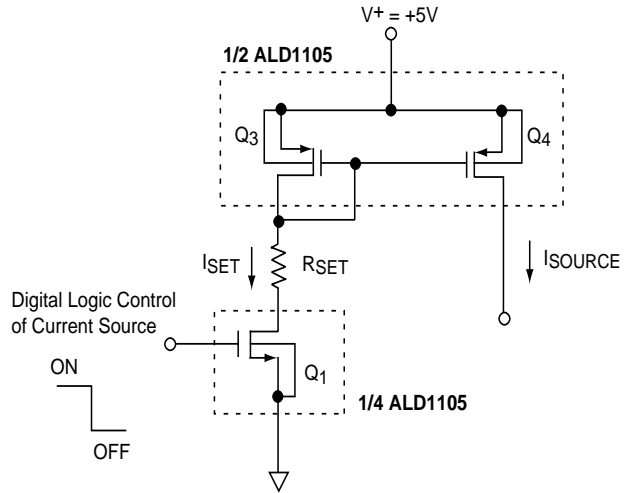 V+ = +5V
1/2 ALD1105
Q3
Q4
ISET
RSET
ISOURCE
Digital Logic Control
of Current Source
ON
OFF
Q1
1/4 ALD1105